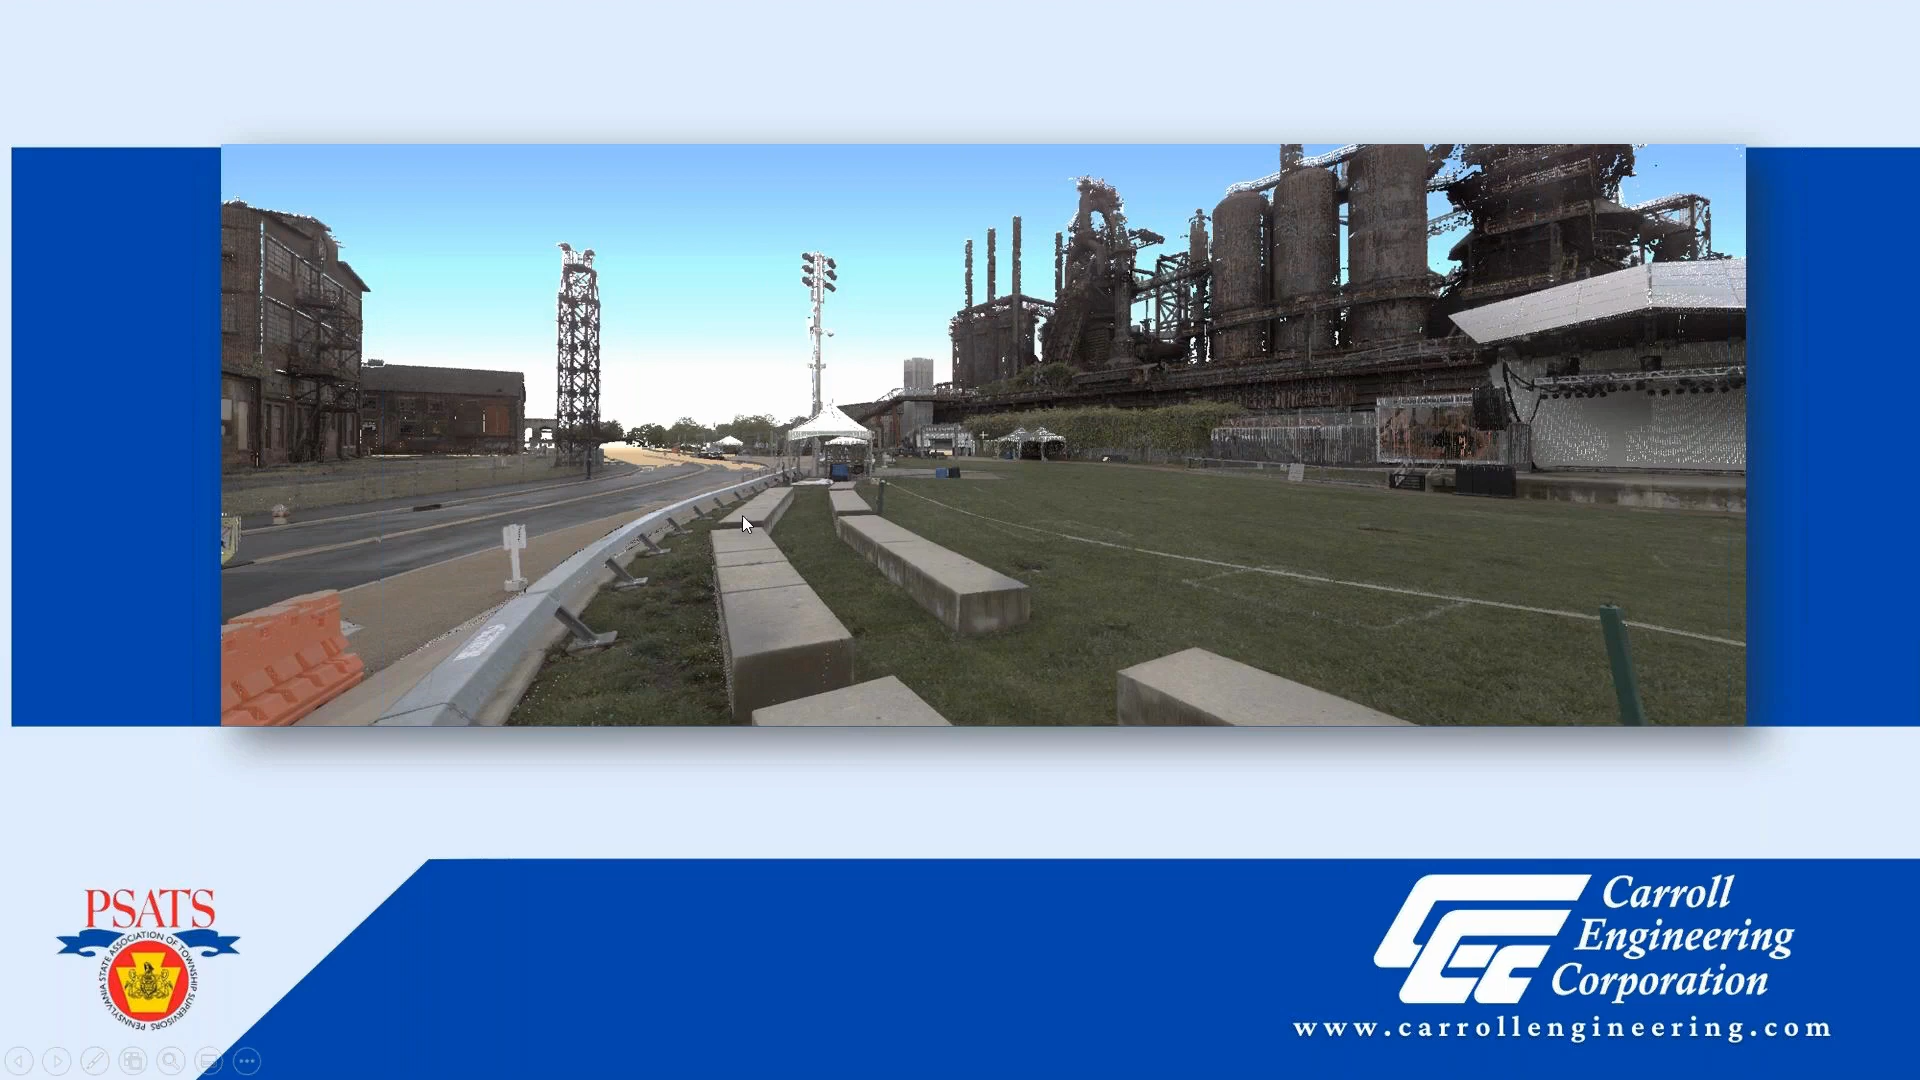 PSATS
PENNSYLVANIA STATE ASSOCIATION OF TOWNSHIP SUPERVISORS
Carroll
Engineering
Corporation
www.carrollengineering.com